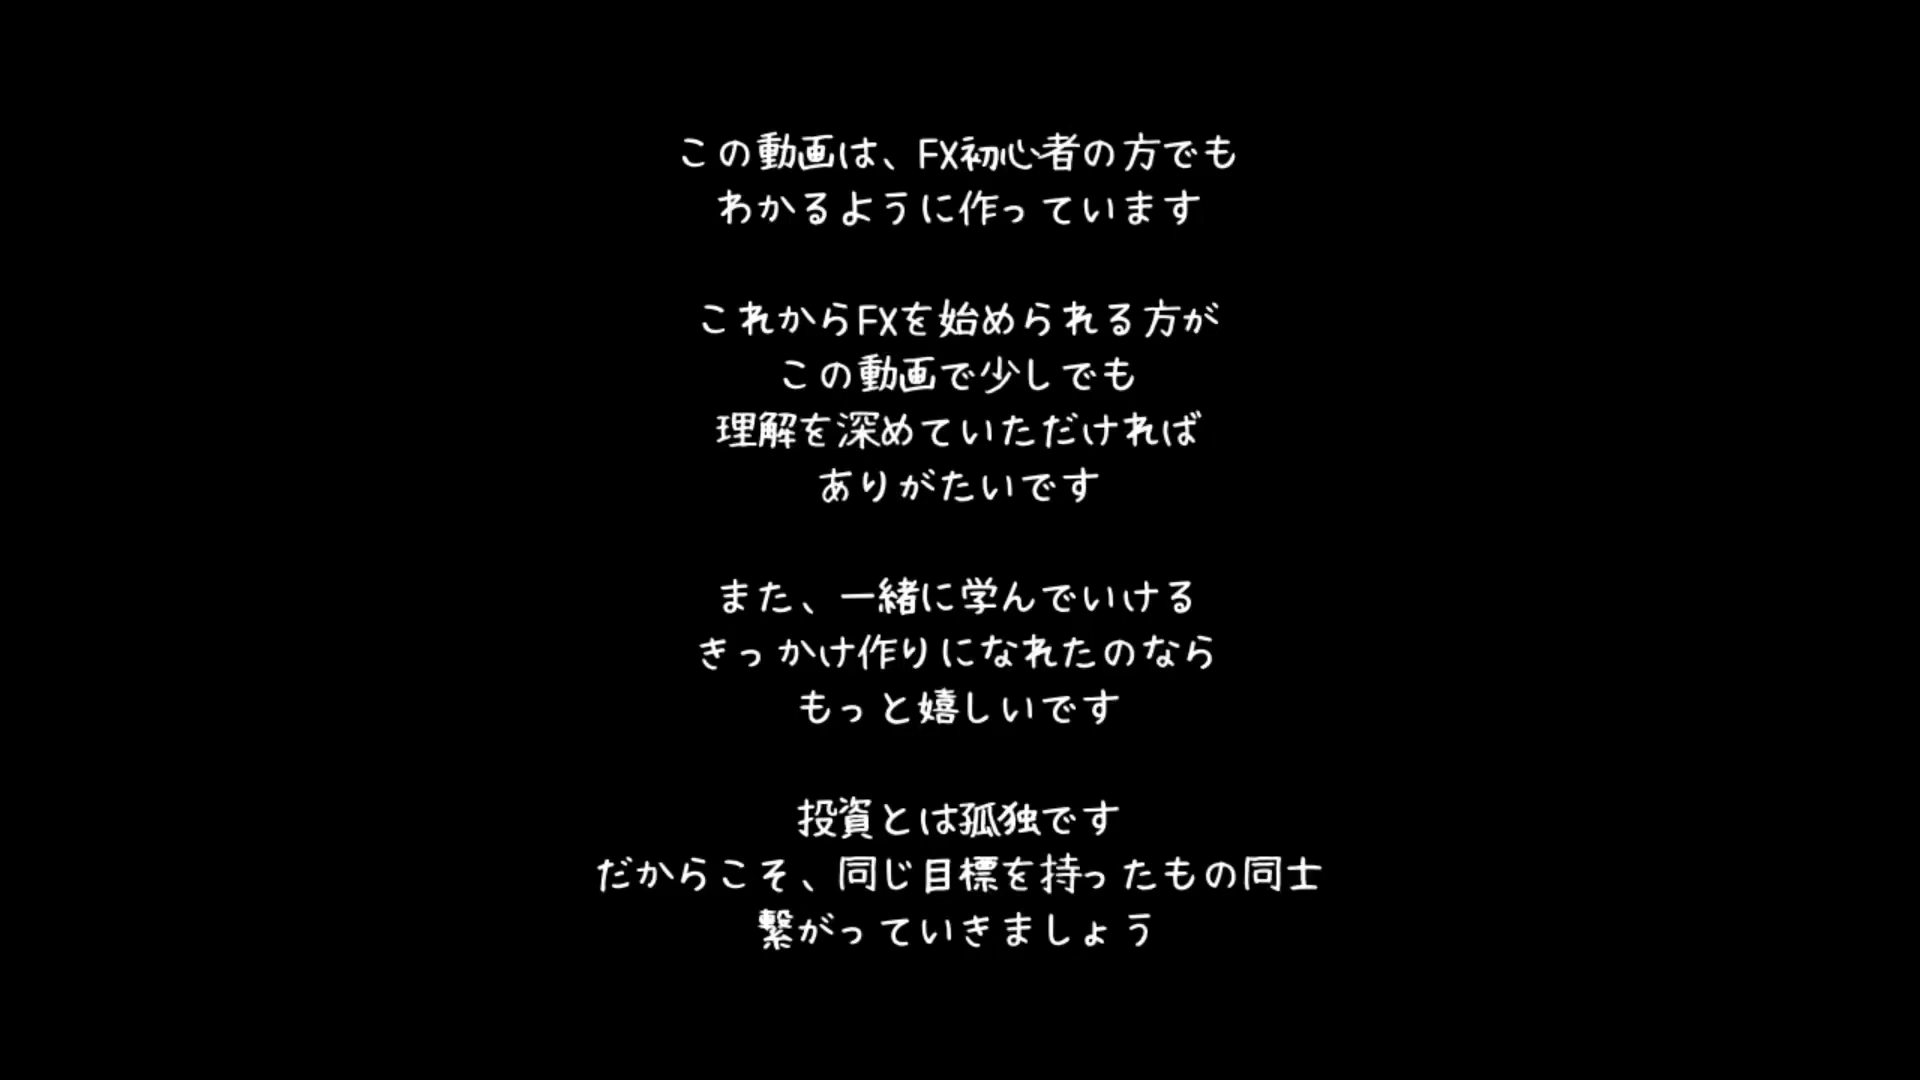 この動画は、FX初心者の方でも
わかるように作っています
これからFXを始められる方が
この動画で少しでも
理解を深めていただければ
ありがたいです
また、一緒に学んでいける
きっかけ作りになれたのなら
もっと嬉しいです
投資とは孤独です
だからこそ、同じ目標を持ったもの同士
繋がっていきましょう